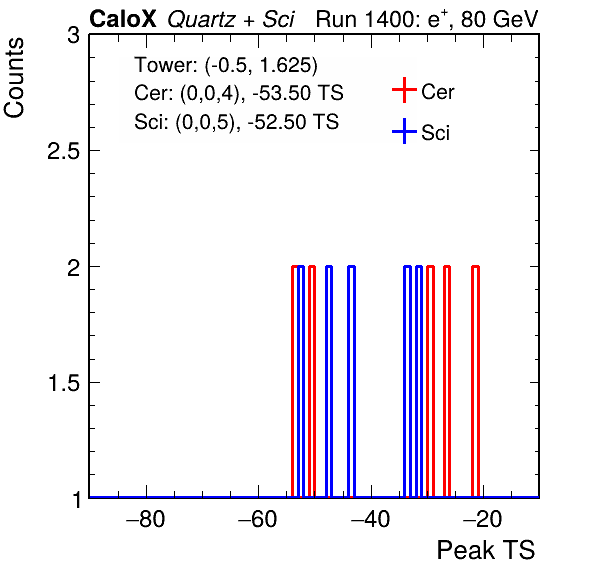 CaloX Quartz + Sci Run 1400: e+, 80 GeV
Counts
3
2.5
2
1.5
1
Tower: (-0.5, 1.625)
Cer: (0,0,4), -53.50 TS
Sci: (0,0,5), -52.50 TS
Cer
Sci
−80 −60 −40 −20
Peak TS